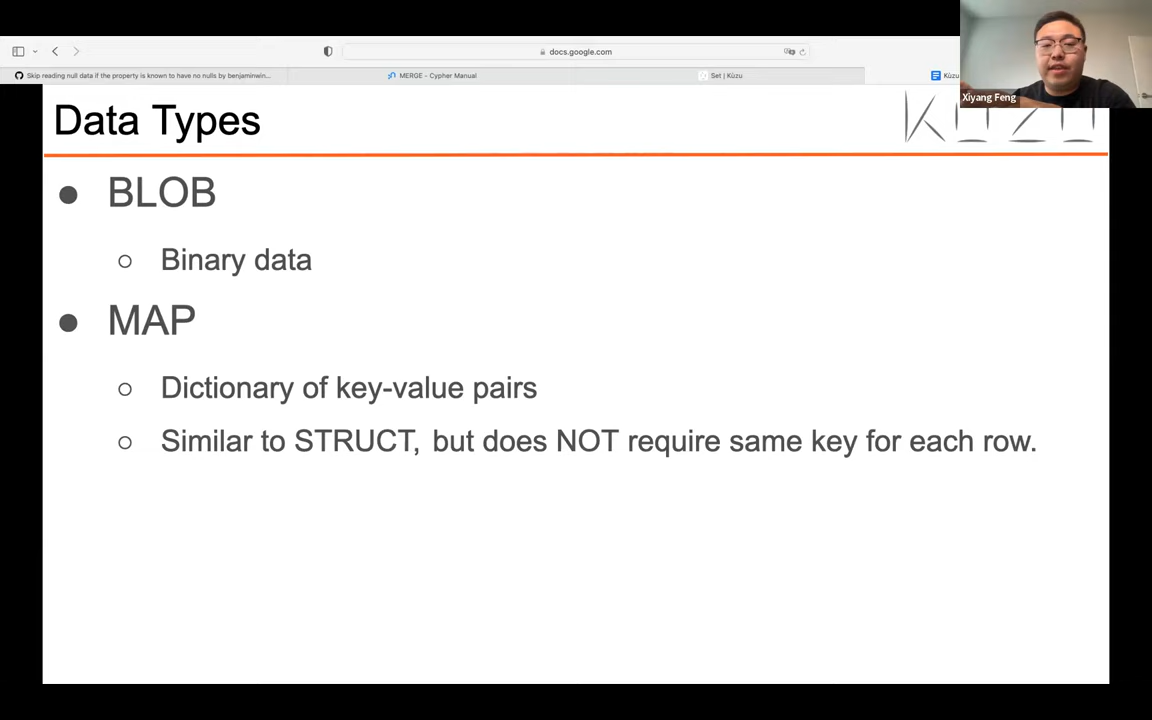 docs.google.com
Skip reading null data if the property is known to have no nulls by benjaminwin...
MERGE - Cypher Manual
Set | Kùzu
Kùzu
Xiyang Feng
Data Types
kùzu
BLOB
Binary data
MAP
Dictionary of key-value pairs
Similar to STRUCT, but does NOT require same key for each row.